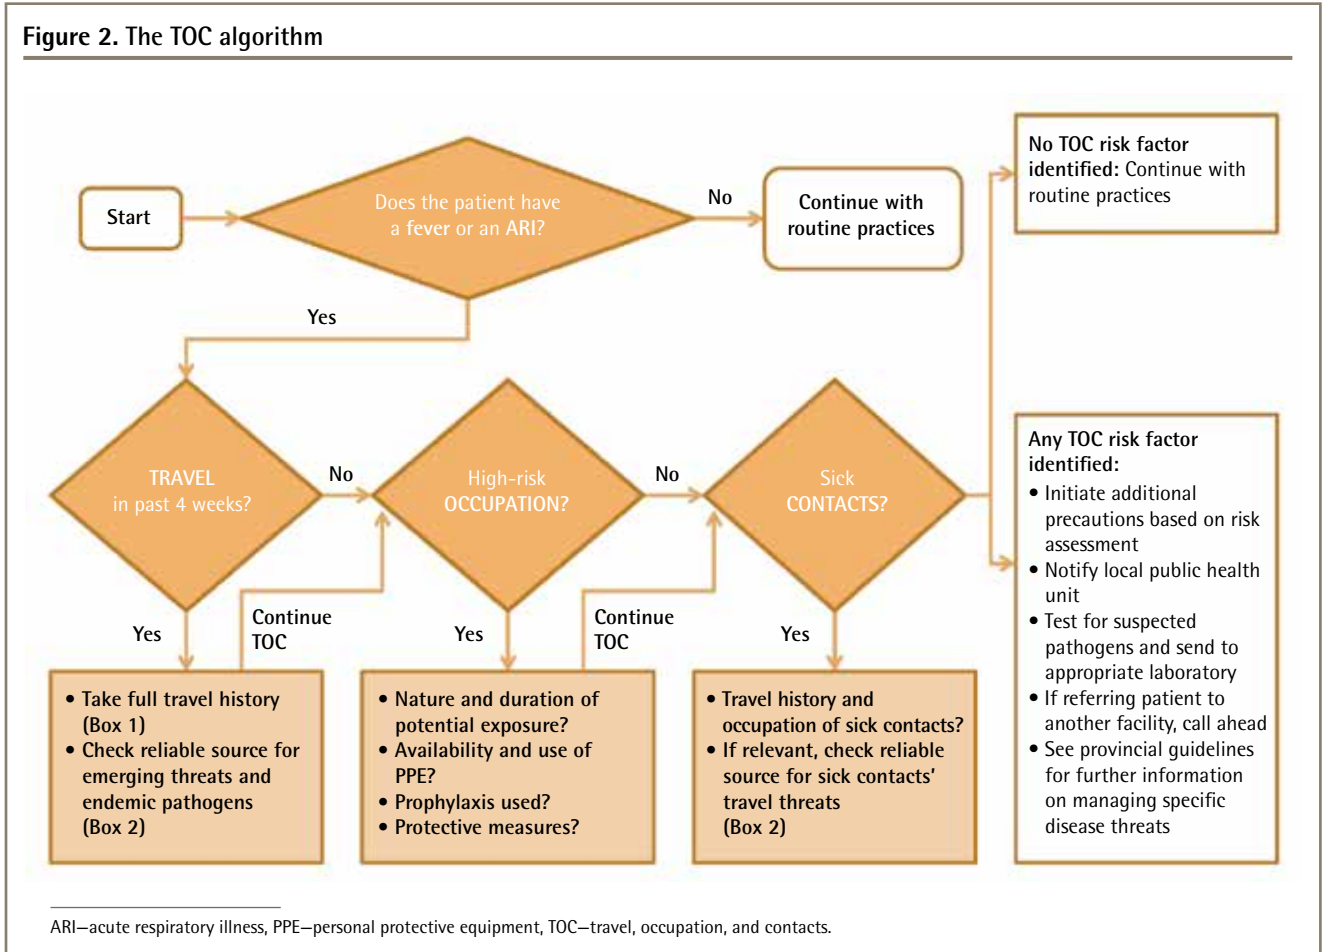 Figure 2. The TOC algorithm
Start
Does the patient have
a fever or an ARI?
No
Continue with
routine practices
Yes
TRAVEL
in past 4 weeks?
No
High-risk
OCCUPATION?
No
Sick
CONTACTS?
Yes
Continue
TOC
Yes
Continue
TOC
Yes
• Take full travel history
(Box 1)
• Check reliable source for
emerging threats and
endemic pathogens
(Box 2)
• Nature and duration of
potential exposure?
• Availability and use of
PPE?
• Prophylaxis used?
• Protective measures?
• Travel history and
occupation of sick contacts?
• If relevant, check reliable
source for sick contacts’
travel threats
(Box 2)
No TOC risk factor
identified: Continue with
routine practices
Any TOC risk factor
identified:
• Initiate additional
precautions based on risk
assessment
• Notify local public health
unit
• Test for suspected
pathogens and send to
appropriate laboratory
• If referring patient to
another facility, call ahead
• See provincial guidelines
for further information
on managing specific
disease threats
ARI—acute respiratory illness, PPE—personal protective equipment, TOC—travel, occupation, and contacts.